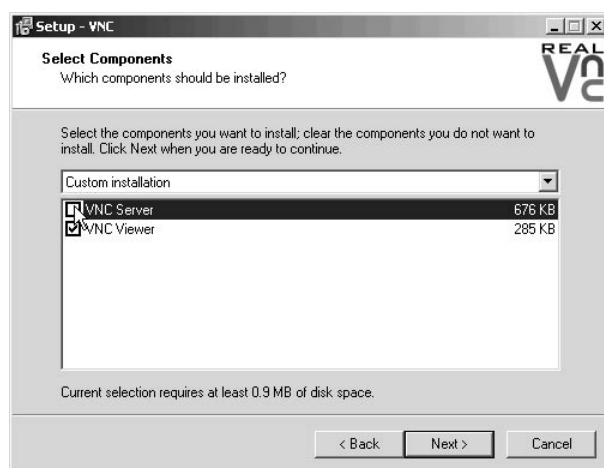 Setup - VNC
Select Components
Which components should be installed?
REAL
Vnc
Select the components you want to install; clear the components you do not want to
install. Click Next when you are ready to continue.
Custom installation
VNC Server 676 KB
VNC Viewer 285 KB
Current selection requires at least 0.9 MB of disk space.
< Back Next > Cancel